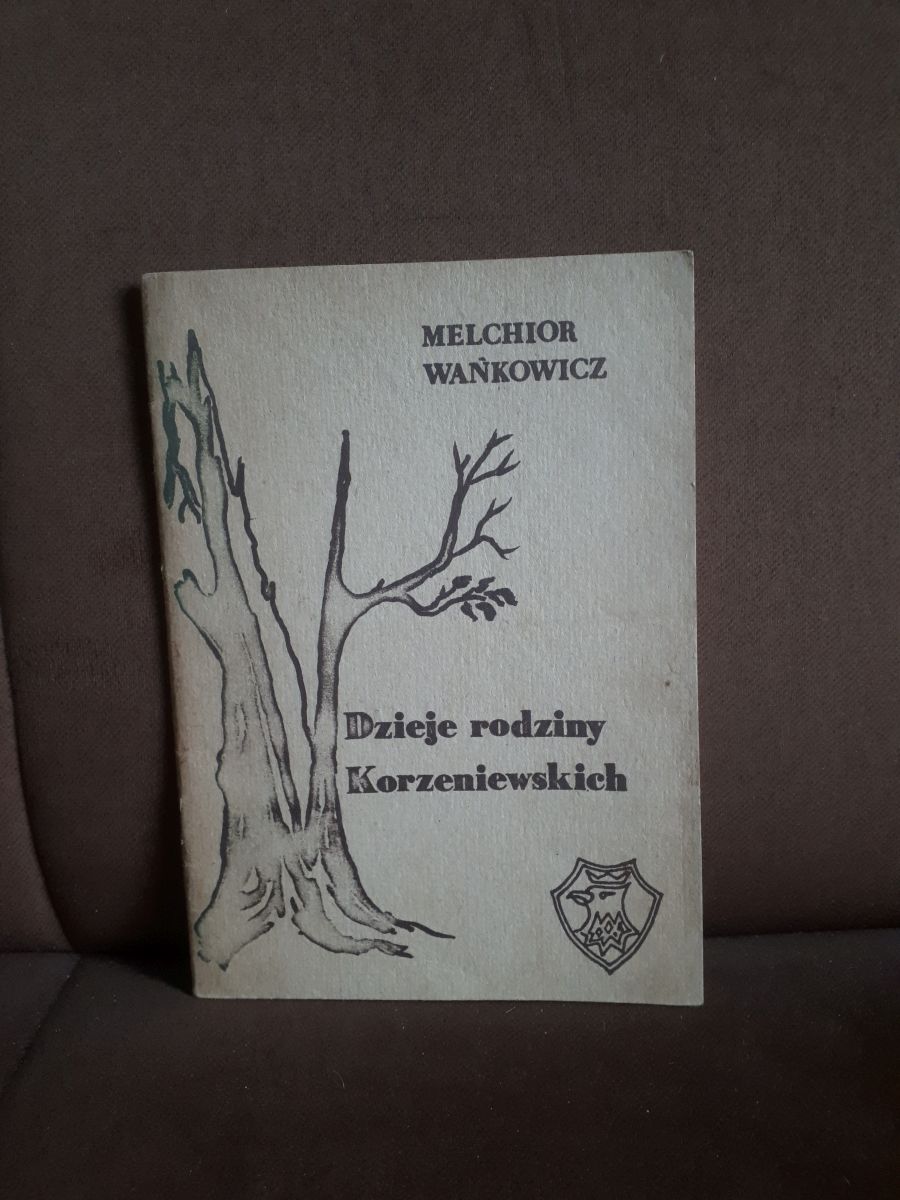 MELCHIOR
WAŃKOWICZ
Dzieje rodziny
Korzeniewskich